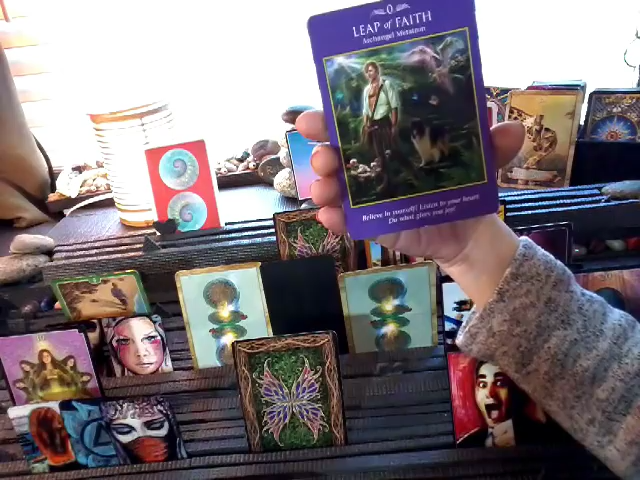 0
LEAP of FAITH
Archangel Metatron
Believe in yourself! Listen to your heart.
Do what gives you joy!